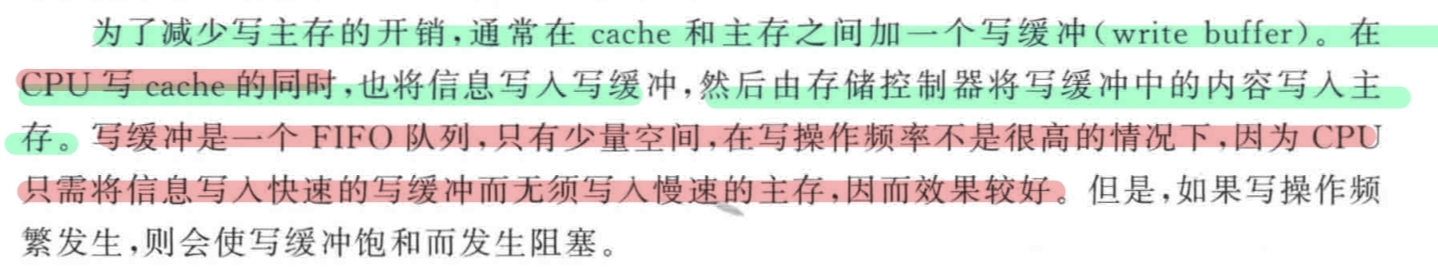 为了减少写主存的开销,通常在 cache 和主存之间加一个写缓冲(write buffer)。在
CPU 写 cache 的同时,也将信息写入写缓冲,然后由存储控制器将写缓冲中的内容写入主
存。写缓冲是一个 FIFO 队列,只有少量空间,在写操作频率不是很高的情况下,因为 CPU
只需将信息写入快速的写缓冲而无须写入慢速的主存,因而效果较好。但是,如果写操作频
繁发生,则会使写缓冲饱和而发生阻塞。